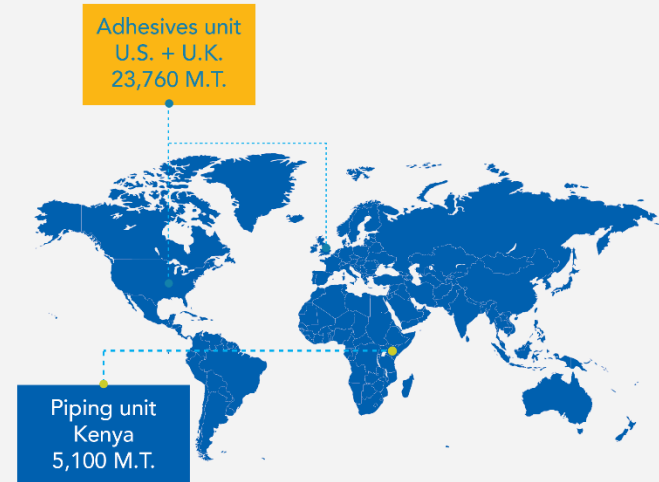 Adhesives unit
U.S. + U.K.
23,760 M.T.
Piping unit
Kenya
5,100 M.T.